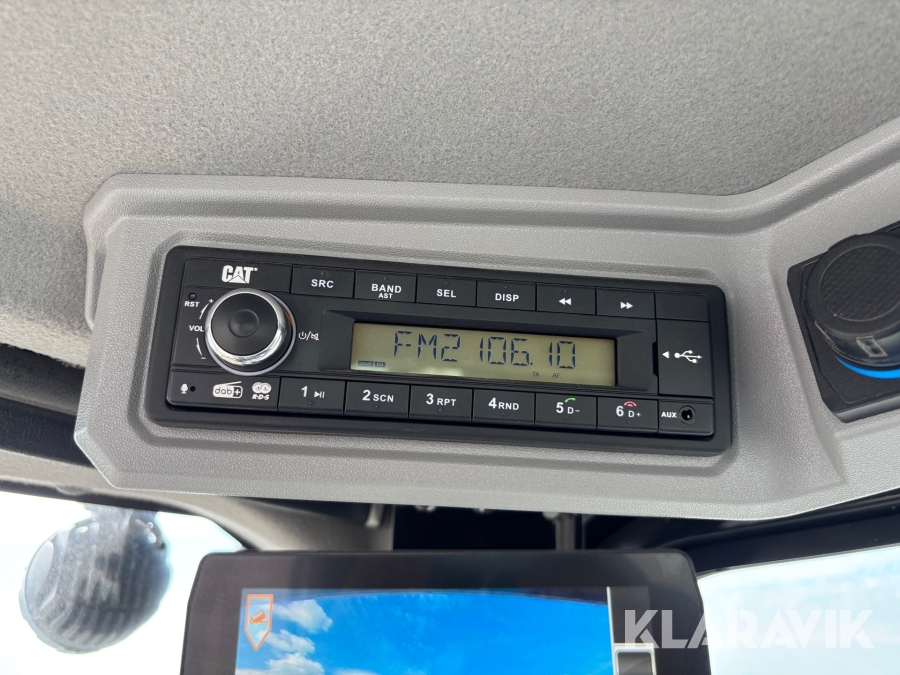 CAT®
SRC
BAND
AST
SEL
DISP
RST
VOL
+
-
FM2 106.10
TA AF
dab+
R·D·S
1
2 SCN
3 RPT
4 RND
5 D-
6 D+
AUX
KLARAVIK